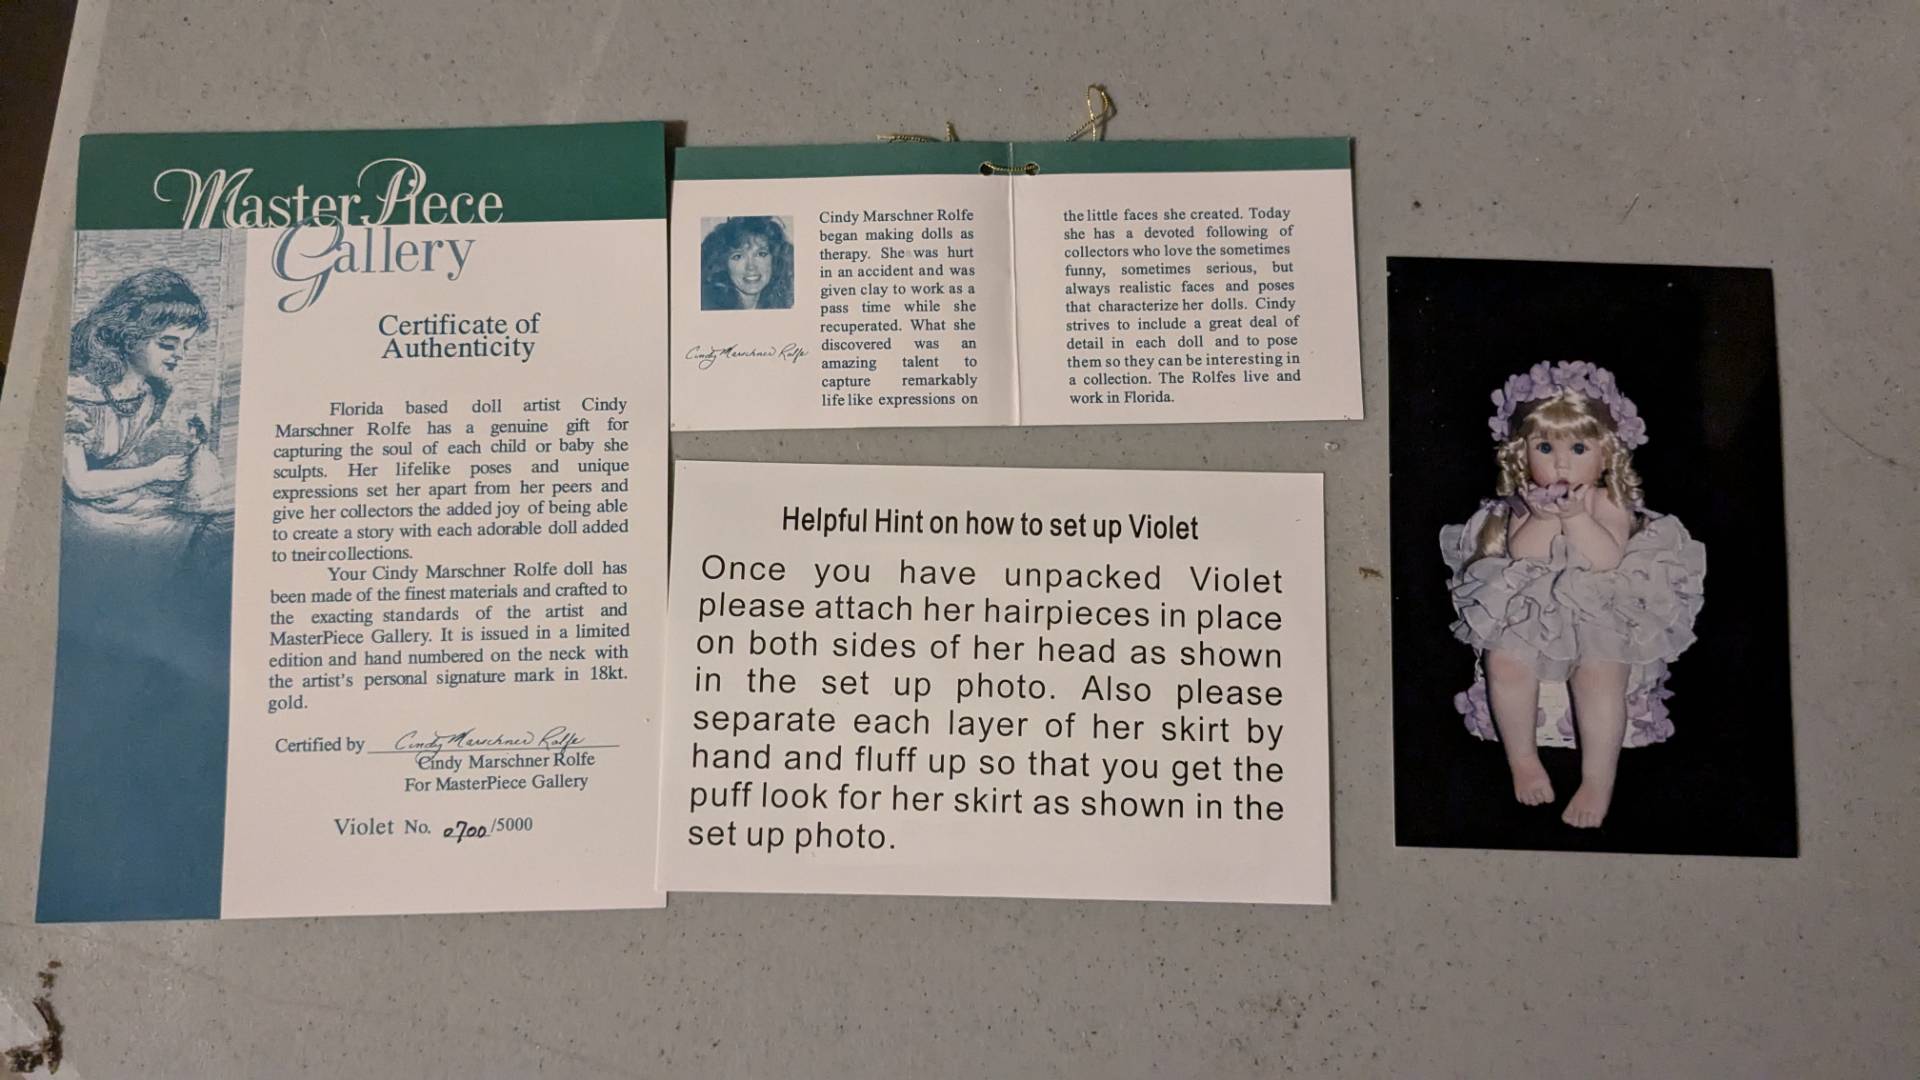 MasterPiece
Gallery
Certificate of
Authenticity
Florida based doll artist Cindy
Marschner Rolfe has a genuine gift for
capturing the soul of each child or baby she
sculpts. Her lifelike poses and unique
expressions set her apart from her peers and
give her collectors the added joy of being able
to create a story with each adorable doll added
to tneir collections.
Your Cindy Marschner Rolfe doll has
been made of the finest materials and crafted to
the exacting standards of the artist and
MasterPiece Gallery. It is issued in a limited
edition and hand numbered on the neck with
the artist's personal signature mark in 18kt.
gold.
Certified by Cindy Marschner Rolfe
Cindy Marschner Rolfe
For MasterPiece Gallery
Violet No. 0700/5000
Cindy Marschner Rolfe
Cindy Marschner Rolfe
began making dolls as
therapy. She was hurt
in an accident and was
given clay to work as a
pass time while she
recuperated. What she
discovered was an
amazing talent to
capture remarkably
life like expressions on
the little faces she created. Today
she has a devoted following of
collectors who love the sometimes
funny, sometimes serious, but
always realistic faces and poses
that characterize her dolls. Cindy
strives to include a great deal of
detail in each doll and to pose
them so they can be interesting in
a collection. The Rolfes live and
work in Florida.
Helpful Hint on how to set up Violet
Once you have unpacked Violet
please attach her hairpieces in place
on both sides of her head as shown
in the set up photo. Also please
separate each layer of her skirt by
hand and fluff up so that you get the
puff look for her skirt as shown in the
set up photo.